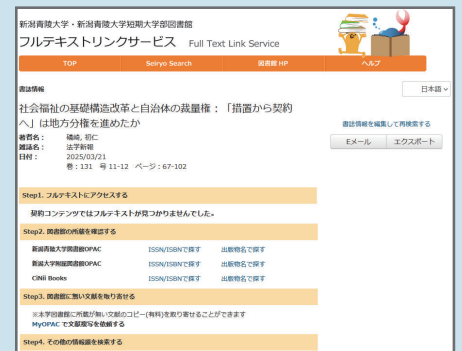 新潟青陵大学・新潟青陵大学短期大学部図書館
フルテキストリンクサービス Full Text Link Service
TOP Seiryo Search 図書館 HP ヘルプ
書誌情報
日本語
社会福祉の基礎構造改革と自治体の裁量権：「措置から契約
へ」は地方分権を進めたか
著者名： 礒崎, 初仁
雑誌名： 法学新報
日付： 2025/03/21
巻：131 号 11-12 ページ：67-102
書誌情報を編集して再検索する
Eメール エクスポート
Step1. フルテキストにアクセスする
契約コンテンツではフルテキストが見つかりませんでした。
Step2. 図書館の所蔵を確認する
新潟青陵大学図書館OPAC ISSN/ISBNで探す 出版物名で探す
新潟大学附属図書館OPAC ISSN/ISBNで探す 出版物名で探す
CiNii Books ISSN/ISBNで探す 出版物名で探す
Step3. 図書館に無い文献を取り寄せる
※本学図書館に所蔵が無い文献のコピー(有料)を取り寄せることができます
MyOPAC で文献複写を依頼する
Step4. その他の情報源を検索する